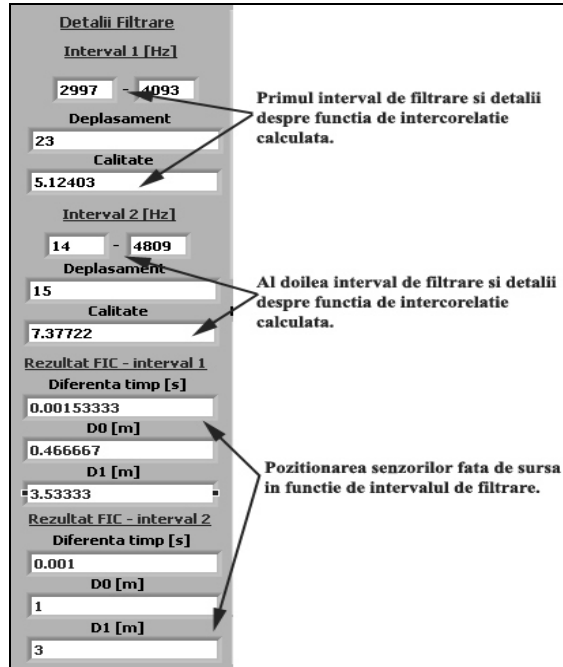 Detalii Filtrare
Interval 1 [Hz]
2997 - 4093
Deplasament
23
Calitate
5.12403
Primul interval de filtrare si detalii
despre functia de intercorelatie
calculata.
Interval 2 [Hz]
14 - 4809
Deplasament
15
Calitate
7.37722
Al doilea interval de filtrare si detalii
despre functia de intercorelatie
calculata.
Rezultat FIC - interval 1
Diferenta timp [s]
0.00153333
D0 [m]
0.466667
D1 [m]
3.53333
Pozitionarea senzorilor fata de sursa
in functie de intervalul de filtrare.
Rezultat FIC - interval 2
Diferenta timp [s]
0.001
D0 [m]
1
D1 [m]
3